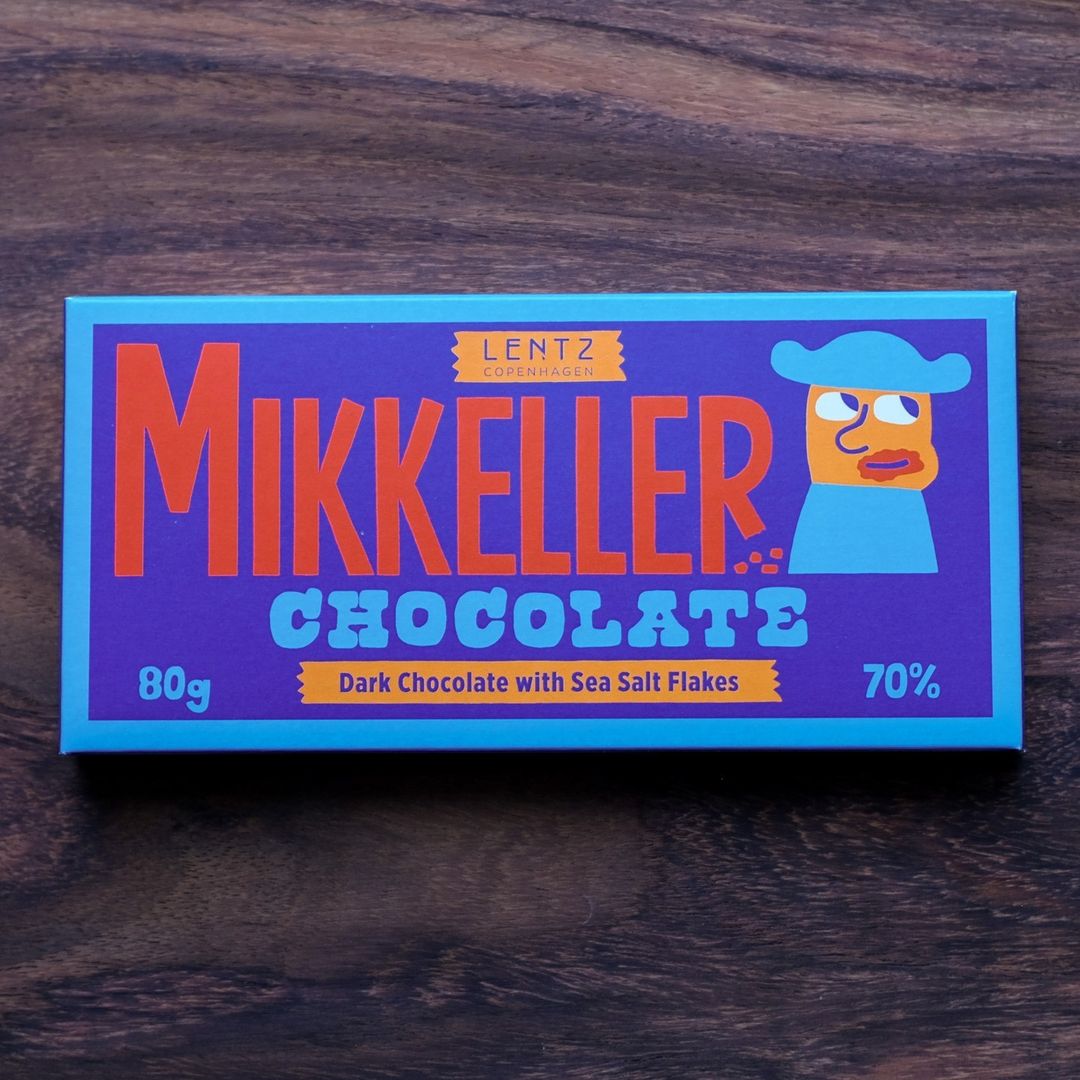 LENTZ
COPENHAGEN
MIKKELLER
CHOCOLATE
Dark Chocolate with Sea Salt Flakes
80g
70%